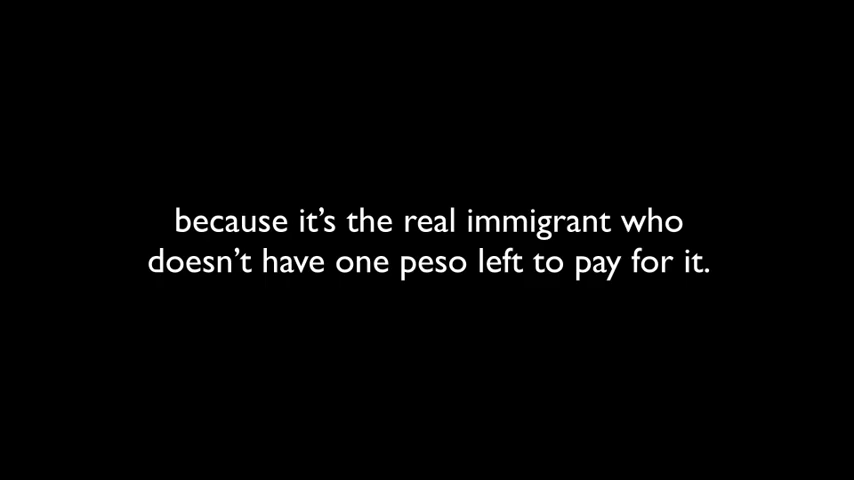 because it’s the real immigrant who
doesn’t have one peso left to pay for it.